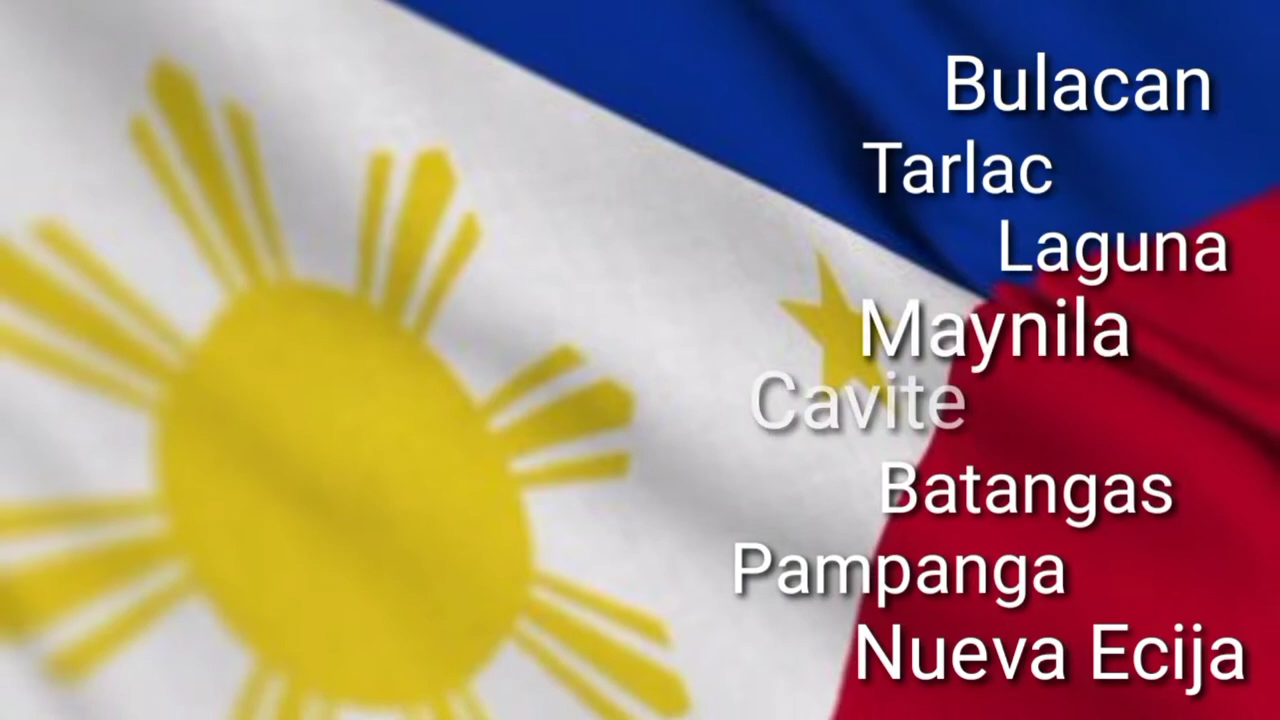 Bulacan
Tarlac
Laguna
Maynila
Cavite
Batangas
Pampanga
Nueva Ecija